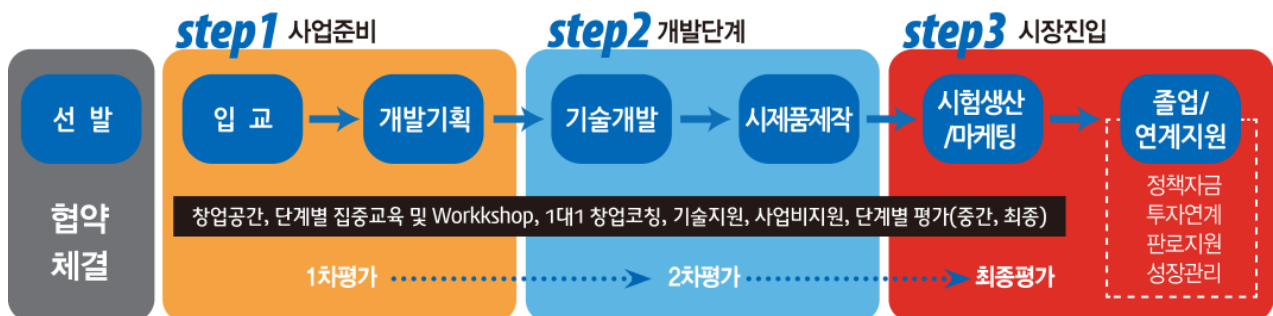 step1 사업준비
step2 개발단계
step3 시장진입
선 발
입 교
개발기획
기술개발
시제품제작
시험생산
/마케팅
졸업/
연계지원
정책자금
투자연계
판로지원
성장관리
협약
체결
창업공간, 단계별 집중교육 및 Workkshop, 1대1 창업코칭, 기술지원, 사업비지원, 단계별 평가(중간, 최종)
1차평가
2차평가
최종평가